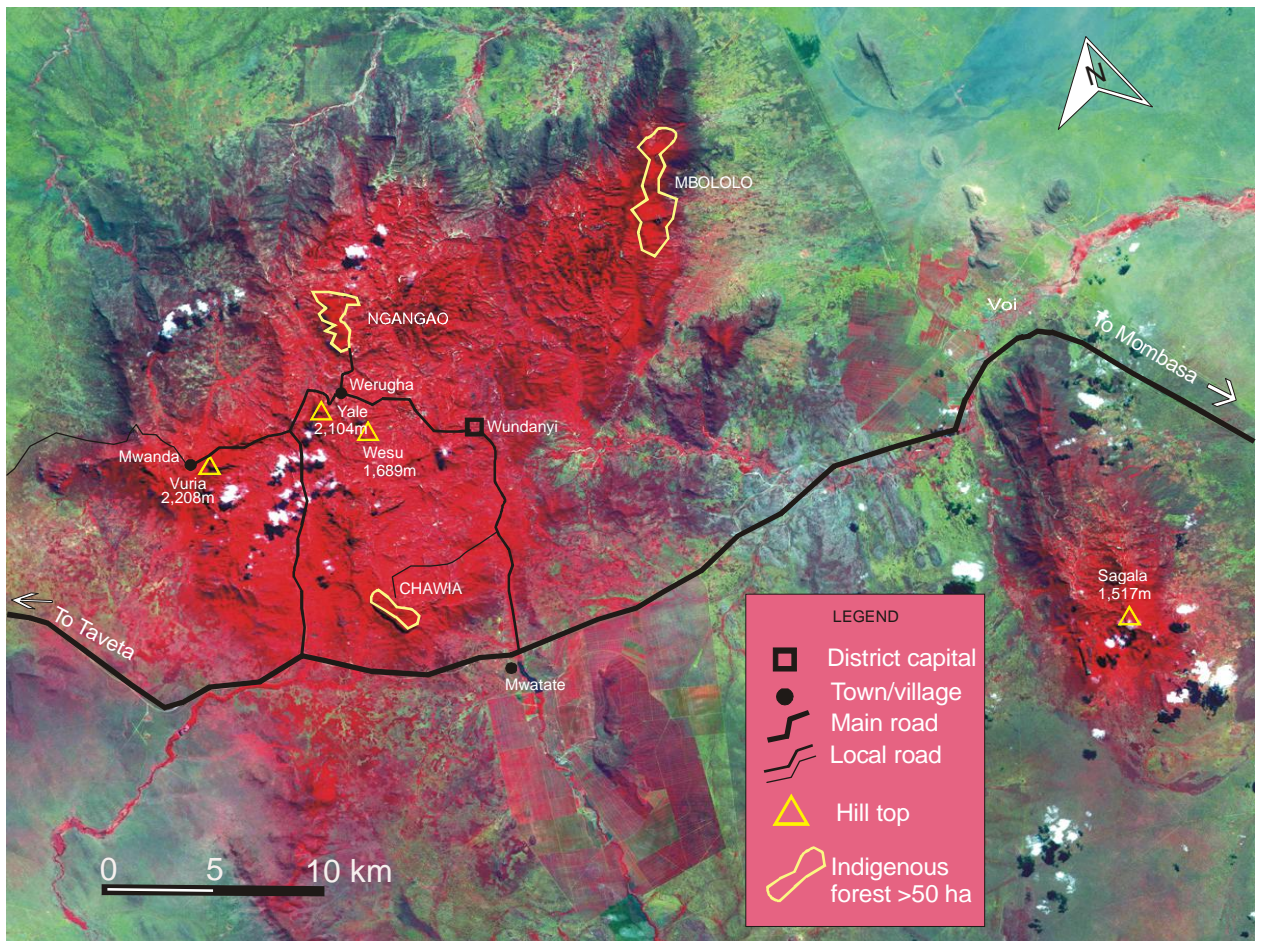 N
MBOLOLO
NGANGAO
Voi
To Mombasa
Werugha
Yale
2,104m
Wundanyi
Wesu
1,689m
Mwanda
Vuria
2,208m
CHAWIA
Sagala
1,517m
To Taveta
Mwatate
LEGEND
District capital
Town/village
Main road
Local road
Hill top
Indigenous
forest >50 ha
0 5 10 km